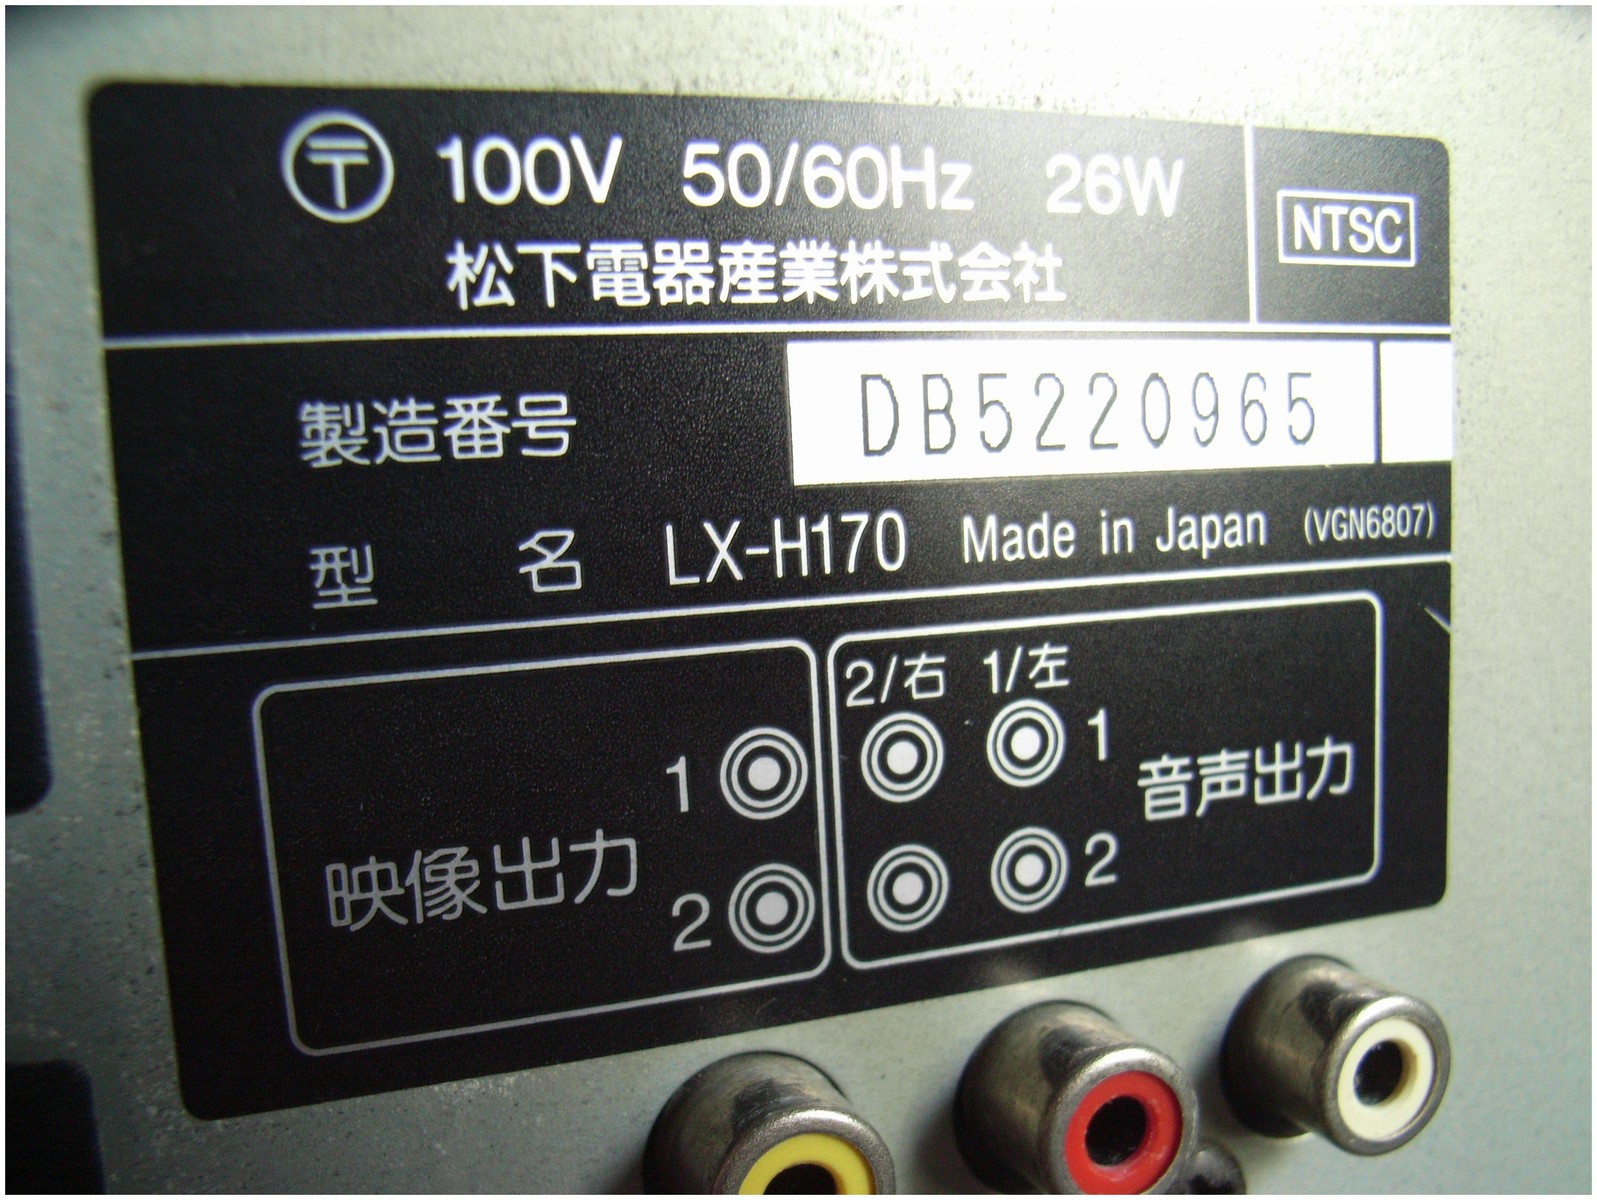 〒 100V 50/60Hz 26W
松下電器産業株式会社
NTSC
製造番号 DB5220965
型名 LX-H170 Made in Japan (VGN6807)
映像出力
1
2
2/右 1/左
1
2
音声出力